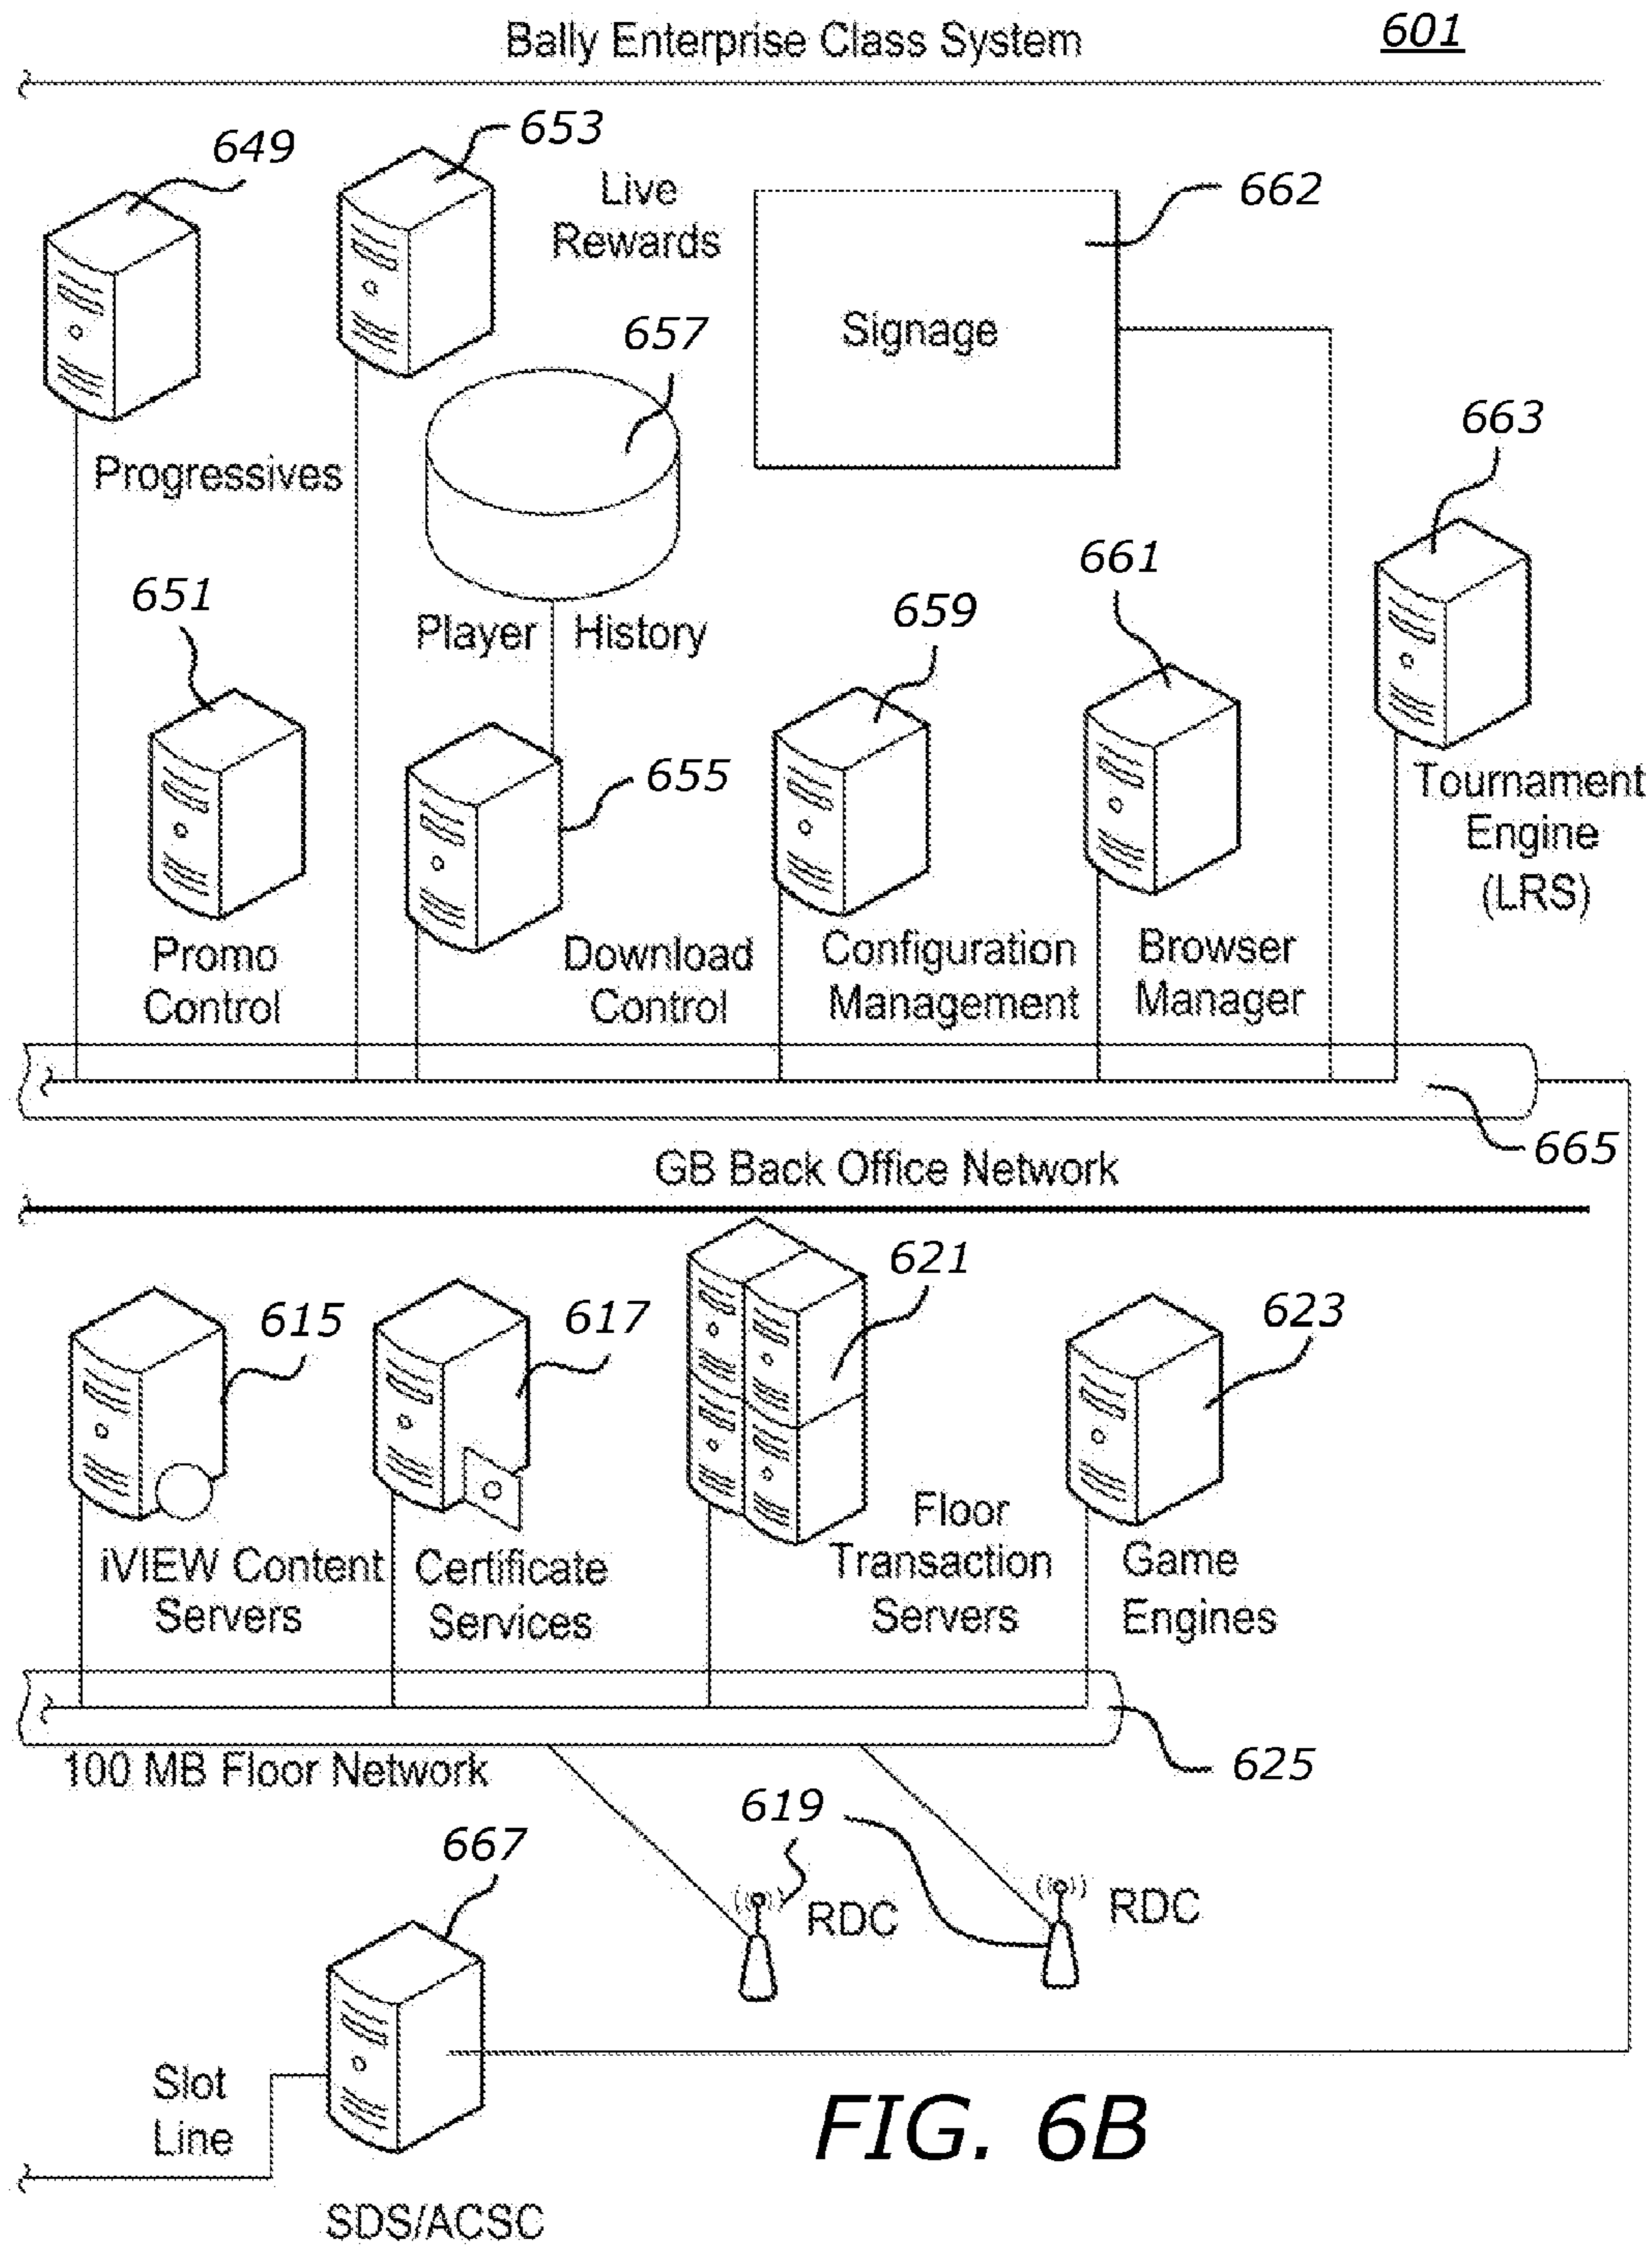 Bally Enterprise Class System
601
649
653
Live
Rewards
662
Signage
657
Progressives
663
651
Player History
659
661
655
Tournament
Engine
(LRS)
Promo
Control
Download
Control
Configuration
Management
Browser
Manager
665
GB Back Office Network
615
617
621
623
iVIEW Content
Servers
Certificate
Services
Floor
Transaction
Servers
Game
Engines
100 MB Floor Network
625
619
667
RDC
RDC
Slot
Line
SDS/ACSC
FIG. 6B